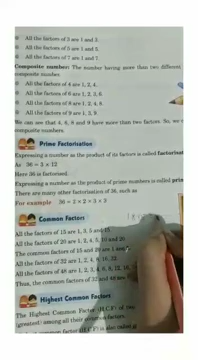 All the factors of 3 are 1 and 3.
All the factors of 5 are 1 and 5.
All the factors of 7 are 1 and 7.
Composite number: The number having more than two different
composite number.
All the factors of 4 are 1, 2, 4.
All the factors of 6 are 1, 2, 3, 6
All the factors of 8 are 1, 2, 4, 8
All the factors of 9 are 1, 3, 9.
We can see that 4, 6, 8 and 9 have more than two factors. So, we
composite numbers.
Prime Factorisation
Expressing a number as the product of its factor is called factorisat
As 36 = 3 × 12
Here 36 is factorised.
Expressing a number as the product of prime numbers is called prim
There are many other factorisation of 36, such as
For example 36 = 2 × 2 × 3 × 3
Common Factors
All the factors of 15 are 1, 3, 5 and 15
All the factors of 20 are 1, 2, 4, 5, 10 and 20
The common factors of 15 and 20 are 1 and
All the factors of 32 are 1, 2, 4, 8, 16, 32
All the factors of 48 are 1, 2, 3, 4, 6, 8, 12, 16,
Thus, the common factors of 32 and 48 are
Highest Common Factors
The Highest Common Factor (H.C.F) of two
(greatest) among all their common factors.
common factor (H.C.F) is also called